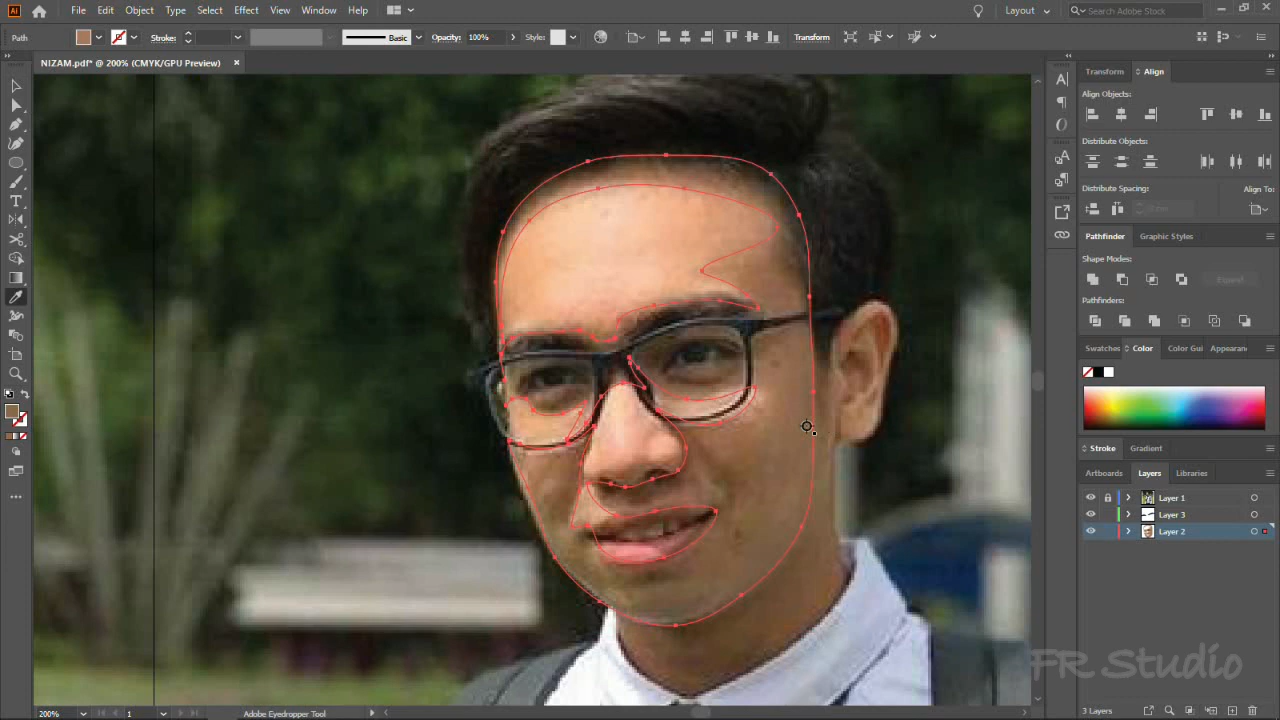 Ai File Edit Object Type Select Effect View Window Help Layout Search Adobe Stock
Path Stroke: Basic Opacity: 100% Style: Transform
NIZAM.pdf* @ 200% (CMYK/GPU Preview) ×
Transform Align
Align Objects:
Distribute Objects:
Distribute Spacing: Align To:
Pathfinder Graphic Styles
Shape Modes:
Expand
Pathfinders:
Swatches Color Color Gui Appearan
Stroke Gradient
Artboards Layers Libraries
Layer 1
Layer 3
Layer 2
FR Studio
200% 1 Adobe Eyedropper Tool 3 Layers